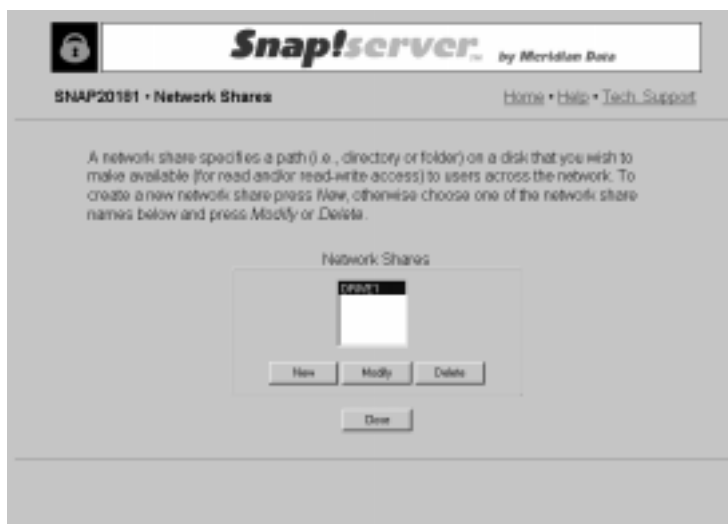 Snap!server™ by Meridian Data
SNAP20181 • Network Shares
Home • Help • Tech. Support
A network share specifies a path (i.e., directory or folder) on a disk that you wish to
make available (for read and/or read-write access) to users across the network. To
create a new network share press New, otherwise choose one of the network share
names below and press Modify or Delete.
Network Shares
DRIVE1
New Modify Delete
Close